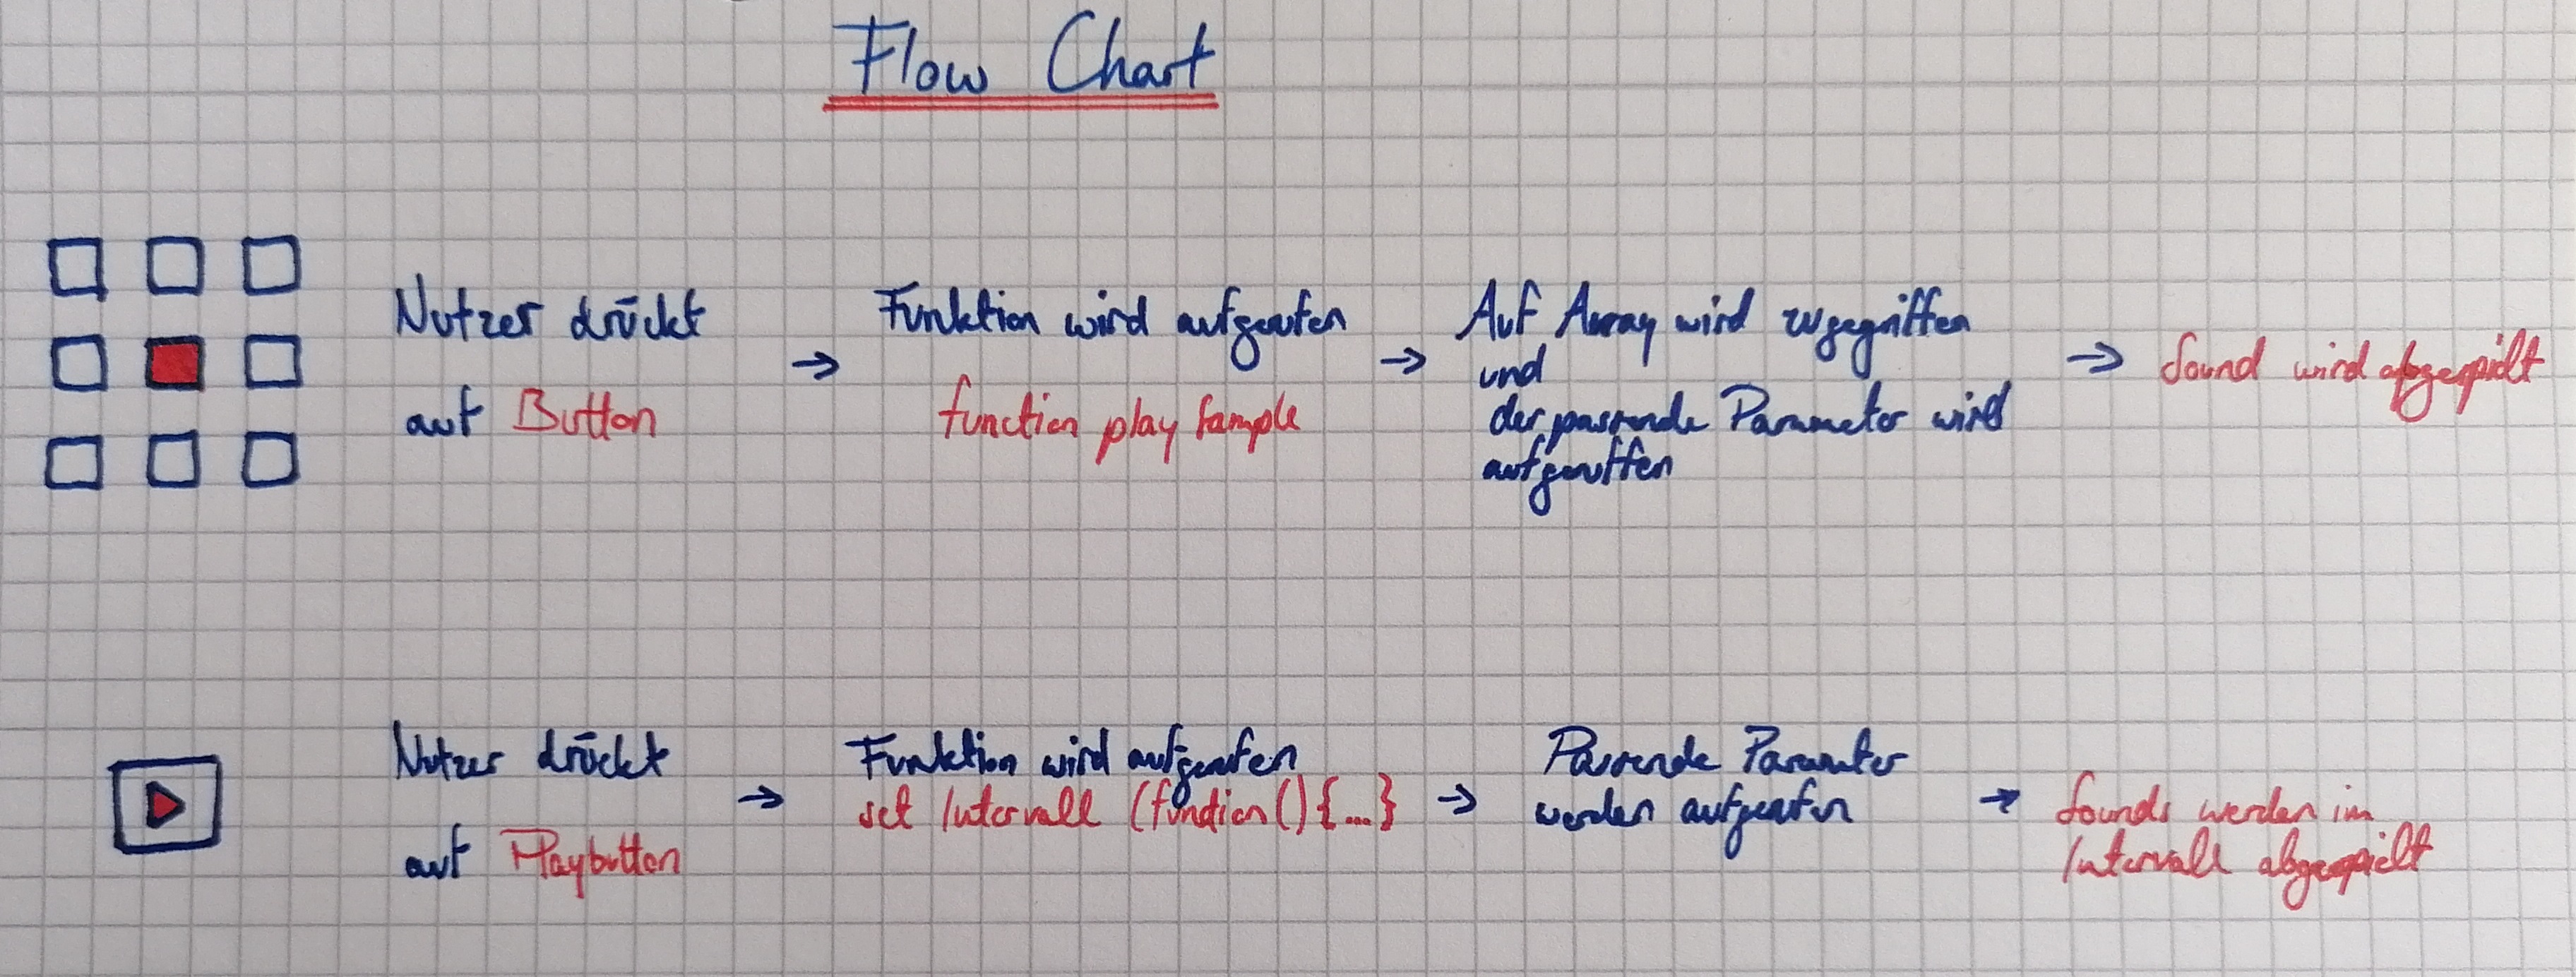 Flow Chart
Nutzer drückt
auf Button
→
Funktion wird aufgerufen
function play Sample
→
Auf Array wird zugegriffen
und
der passende Parameter wird
aufgeruffen
→
Sound wird abgespielt
Nutzer drückt
auf Playbutton
→
Funktion wird aufgerufen
set Intervall (function(){...}
→
Passende Parameter
werden aufgerufen
→
Sounds werden im
Intervall abgespielt